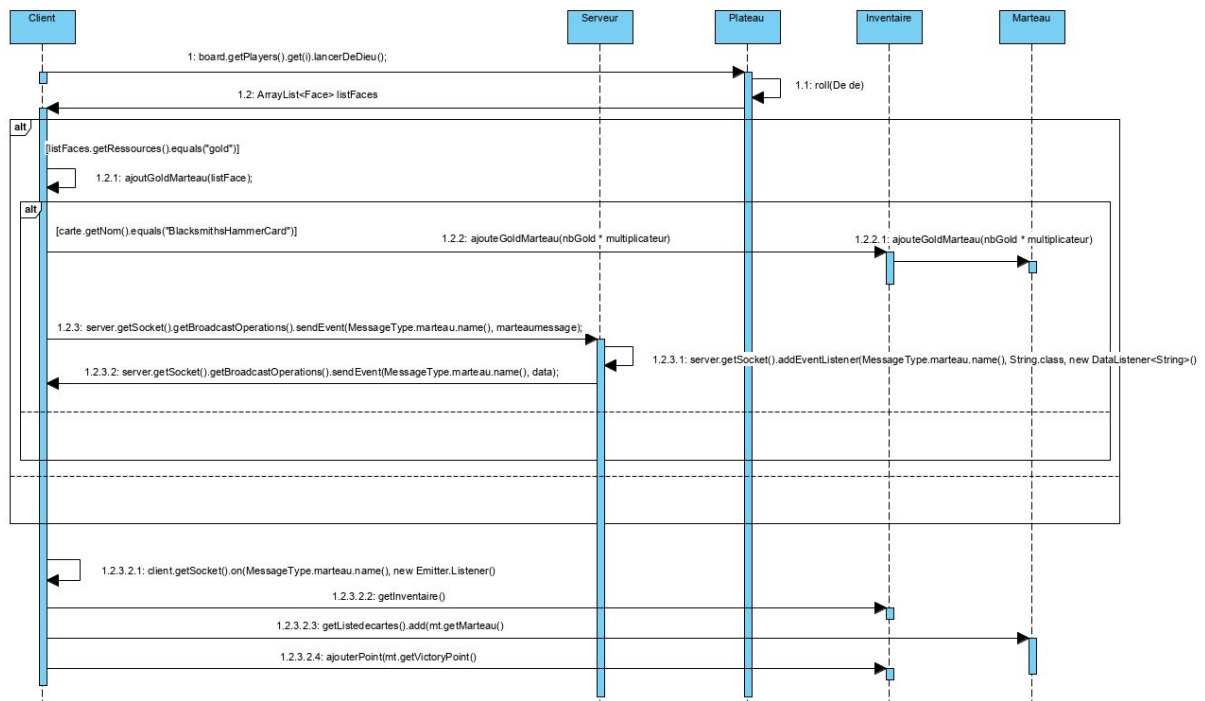 Client
Serveur
Plateau
Inventaire
Marteau
1: board.getPlayers().get(i).lancerDeDieu();
1.1: roll(De de)
1.2: ArrayList<Face> listFaces
alt
[listFaces.getRessources().equals("gold")]
1.2.1: ajoutGoldMarteau(listFace);
alt
[carte.getNom().equals("BlacksmithsHammerCard")]
1.2.2: ajouteGoldMarteau(nbGold * multiplicateur)
1.2.2.1: ajouteGoldMarteau(nbGold * multiplicateur)
1.2.3: server.getSocket().getBroadcastOperations().sendEvent(MessageType.marteau.name(), marteaumessage);
1.2.3.1: server.getSocket().addEventListener(MessageType.marteau.name(), String.class, new DataListener<String>()
1.2.3.2: server.getSocket().getBroadcastOperations().sendEvent(MessageType.marteau.name(), data);
1.2.3.2.1: client.getSocket().on(MessageType.marteau.name(), new Emitter.Listener()
1.2.3.2.2: getInventaire()
1.2.3.2.3: getListedecartes().add(mt.getMarteau()
1.2.3.2.4: ajouterPoint(mt.getVictoryPoint()